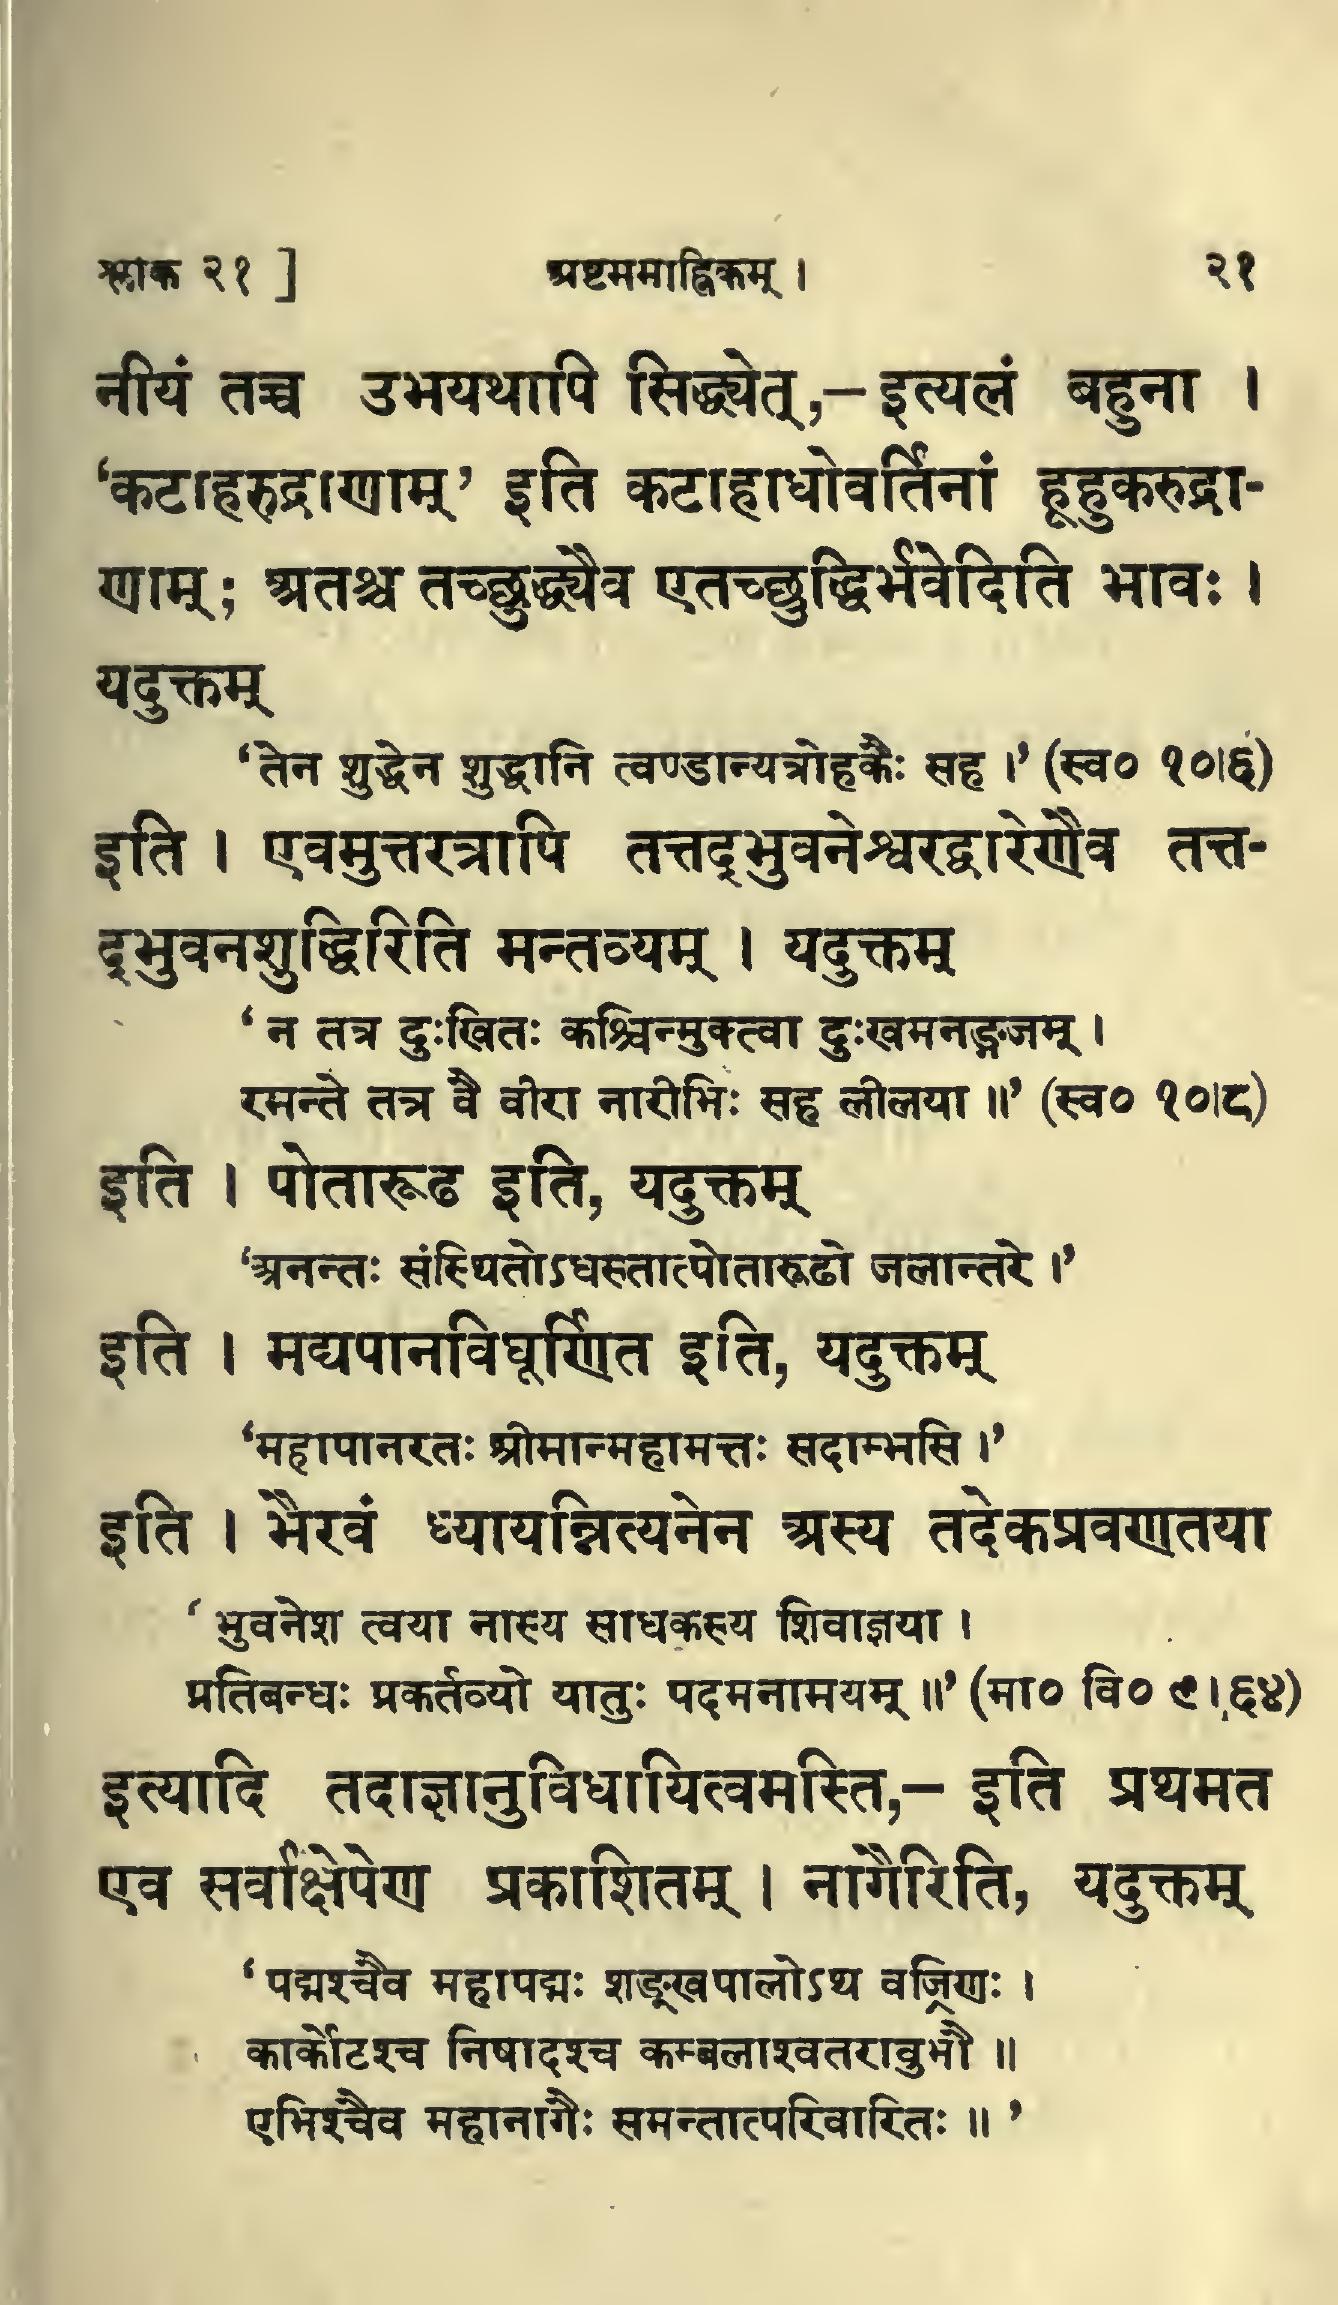 श्लोक २१ ] अष्टममाह्निकम् । २१
नीयं तच्च उभयथापि सिद्ध्येत्,—इत्यलं बहुना ।
‘कटाहरुद्राणाम्’ इति कटाहाधोवर्तिनां हूहुकरुद्रा-
णाम्; अतश्च तच्छुद्ध्यैव एतच्छुद्धिर्भवेदिति भावः ।
यदुक्तम्
‘तेन शुद्धेन शुद्धानि त्वण्डान्यत्रोहकैः सह ।’ (स्व० १०।६)
इति । एवमुत्तरत्रापि तत्तद्भुवनेश्वरद्वारेणैव तत्त-
द्भुवनशुद्धिरिति मन्तव्यम् । यदुक्तम्
‘ न तत्र दुःखितः कश्चिन्मुक्त्वा दुःखमनङ्गजम् ।
रमन्ते तत्र वै वीरा नारीभिः सह लीलया ॥’ (स्व० १०।८)
इति । पोतारूढ इति, यदुक्तम्
‘अनन्तः संस्थितोऽधस्तात्पोतारूढो जलान्तरे ।’
इति । मद्यपानविघूर्णित इति, यदुक्तम्
‘महापानरतः श्रीमान्महामत्तः सदाम्भसि ।’
इति । भैरवं ध्यायन्नित्यनेन अस्य तदेकप्रवणतया
‘ भुवनेश त्वया नास्य साधकस्य शिवाज्ञया ।
प्रतिबन्धः प्रकर्तव्यो यातुः पदमनामयम् ॥’ (मा० वि० ९।६४)
इत्यादि तदाज्ञानुविधायित्वमस्ति,— इति प्रथमत
एव सर्वाक्षेपेण प्रकाशितम् । नागैरिति, यदुक्तम्
‘ पद्मश्चैव महापद्मः शङ्खपालोऽथ वज्रिणः ।
कार्कोटश्च निषादश्च कम्बलाश्वतरावुभौ ॥
एभिश्चैव महानागैः समन्तात्परिवारितः ॥ ’